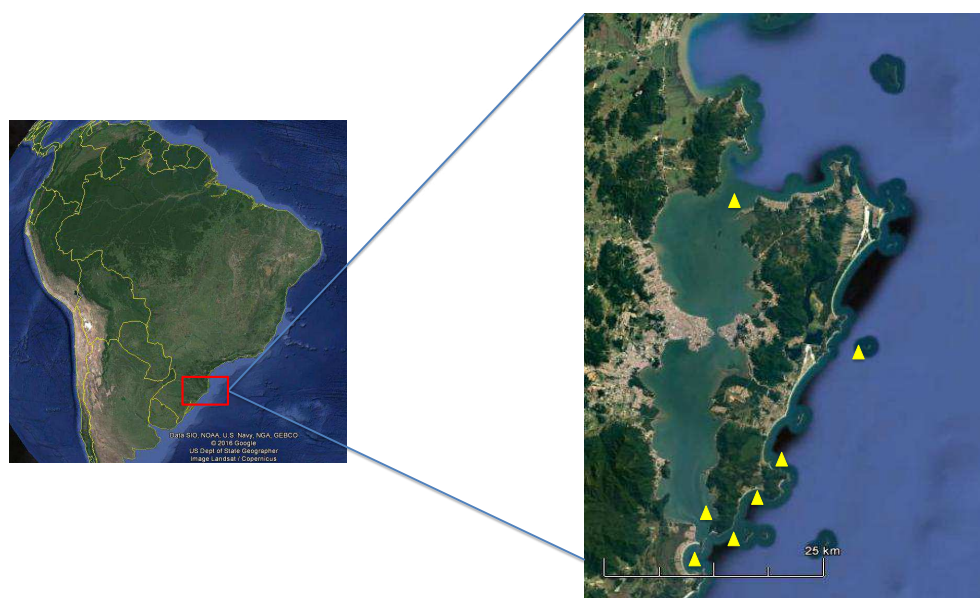 Data SIO, NOAA, U.S. Navy, NGA, GEBCO
© 2016 Google
US Dept of State Geographer
Image Landsat / Copernicus
25 km